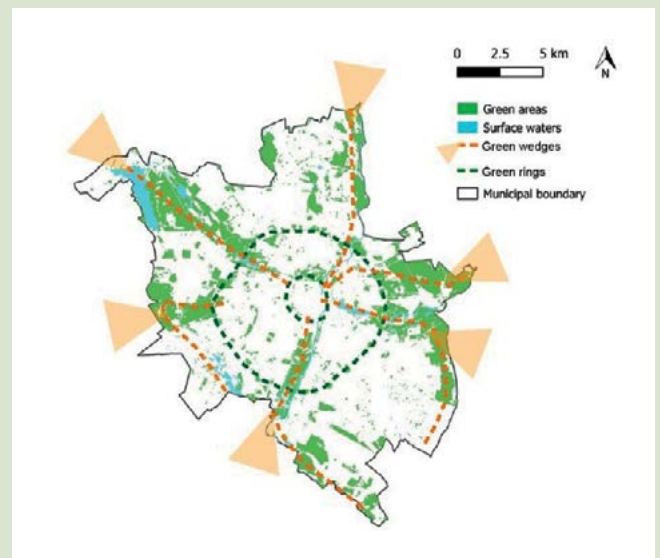 0 2.5 5 km
N
Green areas
Surface waters
Green wedges
Green rings
Municipal boundary